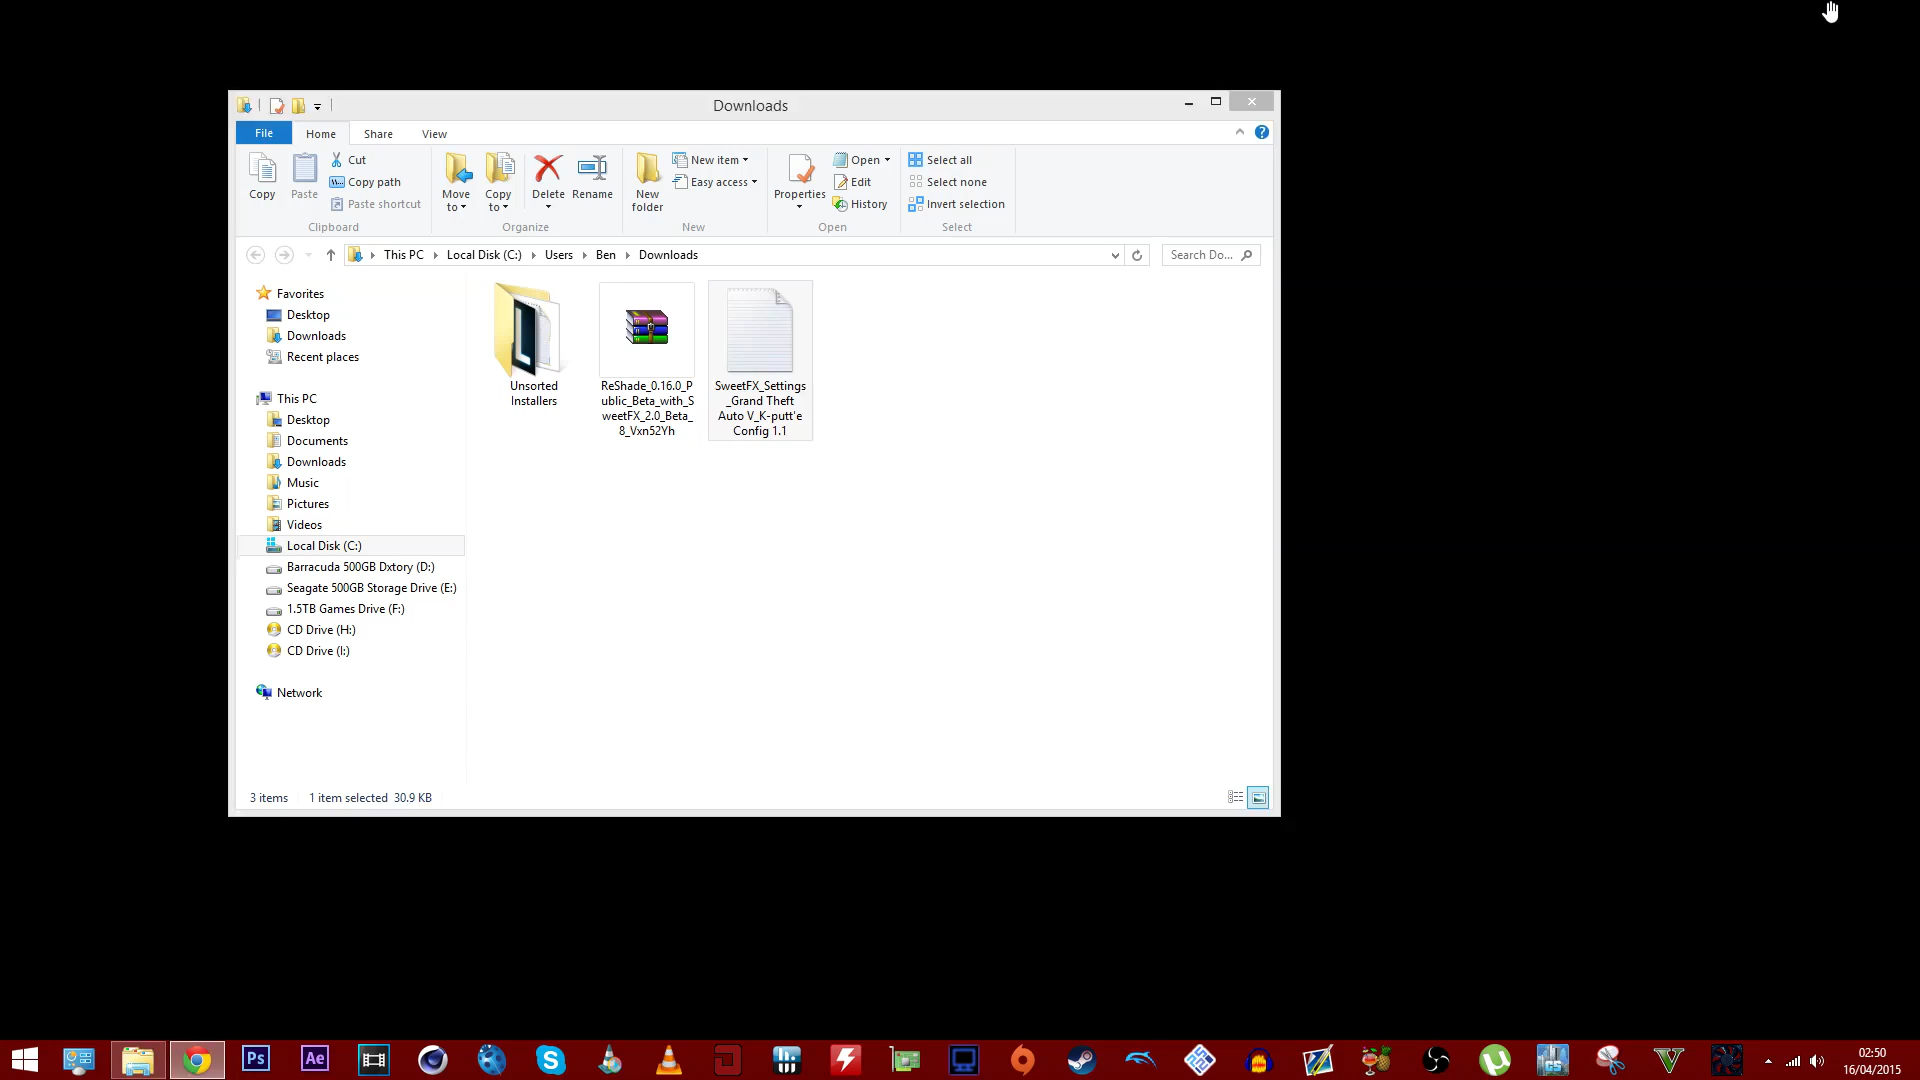 Downloads
File Home Share View
Copy
Paste
Cut
Copy path
Paste shortcut
Clipboard
Move to
Copy to
Delete
Rename
Organize
New folder
New item
Easy access
New
Properties
Open
Edit
History
Open
Select all
Select none
Invert selection
Select
This PC Local Disk (C:) Users Ben Downloads
Search Do...
Favorites
Desktop
Downloads
Recent places
This PC
Desktop
Documents
Downloads
Music
Pictures
Videos
Local Disk (C:)
Barracuda 500GB Dxtory (D:)
Seagate 500GB Storage Drive (E:)
1.5TB Games Drive (F:)
CD Drive (H:)
CD Drive (I:)
Network
Unsorted
Installers
ReShade_0.16.0_P
ublic_Beta_with_S
weetFX_2.0_Beta_
8_Vxn52Yh
SweetFX_Settings
_Grand Theft
Auto V_K-putt'e
Config 1.1
3 items 1 item selected 30.9 KB
Ps Ae
02:50
16/04/2015